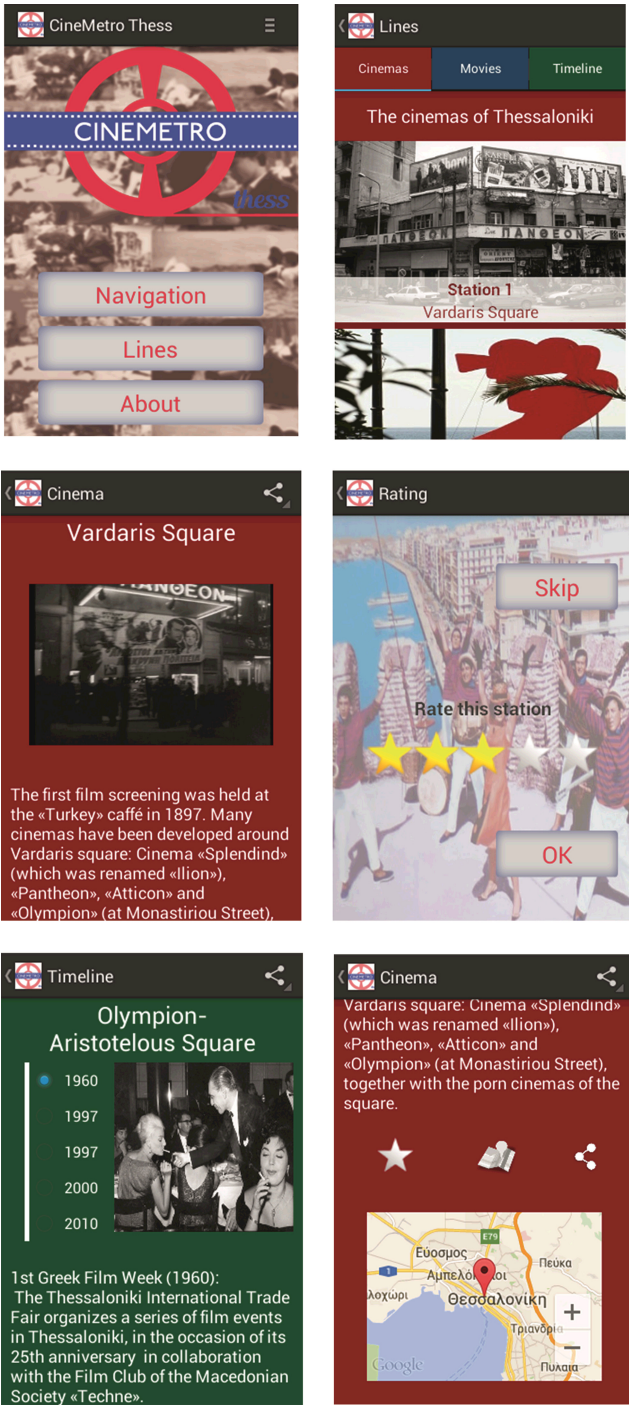 CineMetro Thess
CINEMETRO
thess
Navigation
Lines
About
Lines
Cinemas
Movies
Timeline
The cinemas of Thessaloniki
ΠΑΝΘΕΟΝ
ΠΑΝΘΕΟΝ
Station 1
Vardaris Square
Cinema
Vardaris Square
The first film screening was held at
the «Turkey» caffé in 1897. Many
cinemas have been developed around
Vardaris square: Cinema «Splendind»
(which was renamed «Ilion»),
«Pantheon», «Atticon» and
«Olympion» (at Monastiriou Street),
Rating
Skip
Rate this station
OK
Timeline
Olympion-
Aristotelous Square
1960
1997
1997
2000
2010
1st Greek Film Week (1960):
The Thessaloniki International Trade
Fair organizes a series of film events
in Thessaloniki, in the occasion of its
25th anniversary in collaboration
with the Film Club of the Macedonian
Society «Techne».
Cinema
Vardaris square: Cinema «Splendind»
(which was renamed «Ilion»),
«Pantheon», «Atticon» and
«Olympion» (at Monastiriou Street),
together with the porn cinemas of the
square.
E79
1
Εύοσμος
Πεύκα
Θεσσαλονίκη
λοχώρι
Πυλαία
Google
+
−